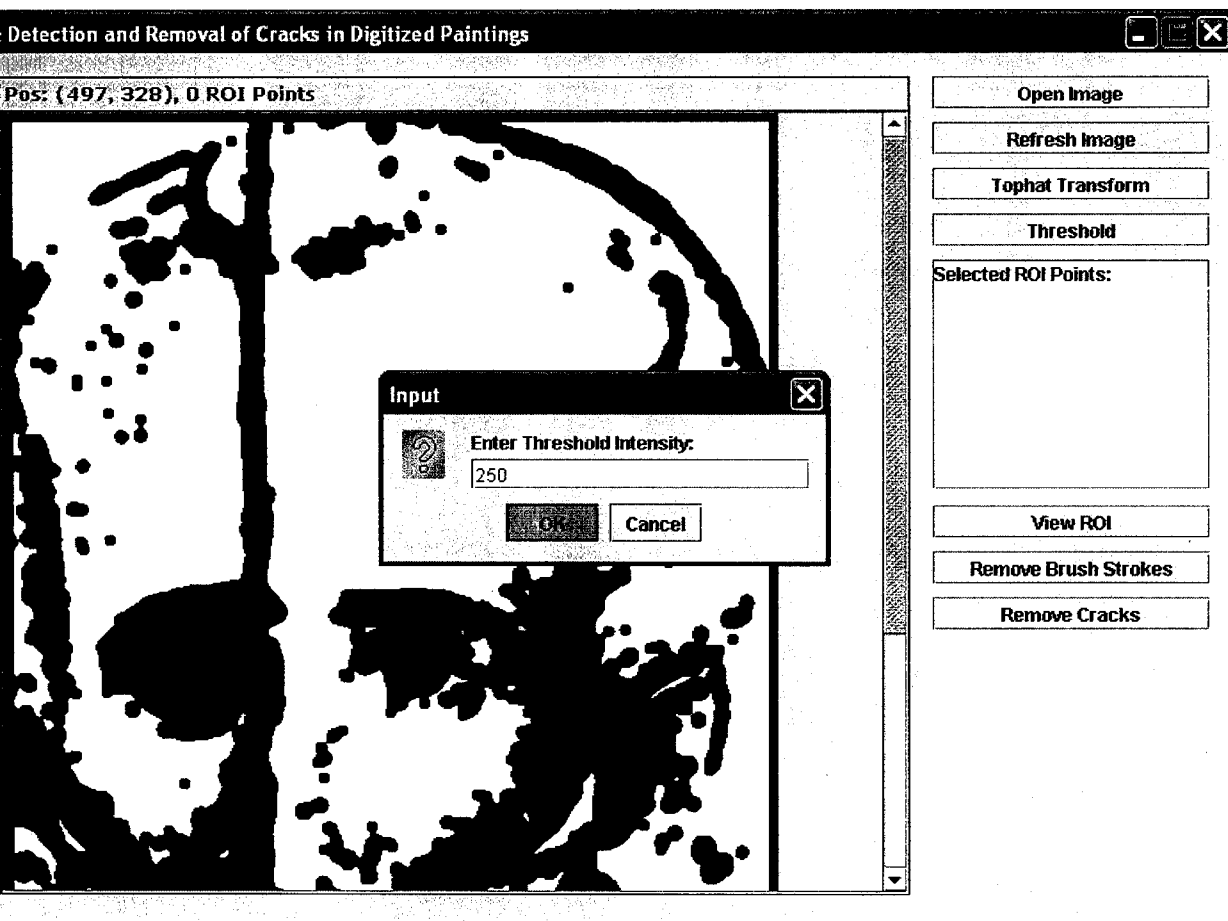 Detection and Removal of Cracks in Digitized Paintings
Pos: (497, 328), 0 ROI Points
Open Image
Refresh Image
Tophat Transform
Threshold
Selected ROI Points:
Input
Enter Threshold Intensity:
250
OK
Cancel
View ROI
Remove Brush Strokes
Remove Cracks